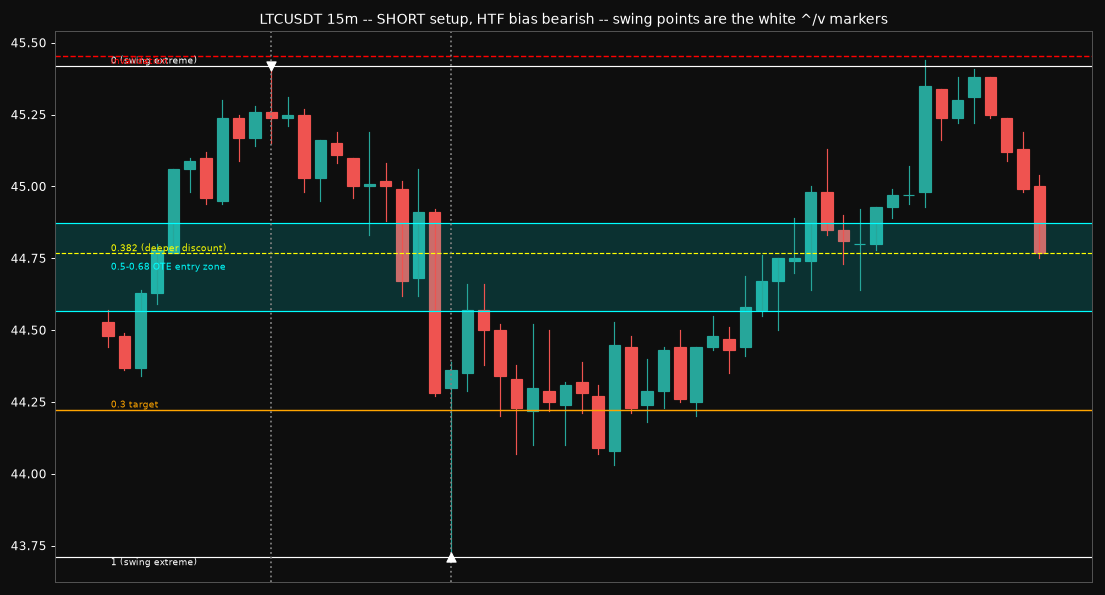 LTCUSDT 15m -- SHORT setup, HTF bias bearish -- swing points are the white ^/v markers
45.50
0 (swing extreme)
45.25
45.00
0.382 (deeper discount)
44.75
0.5-0.68 OTE entry zone
44.50
0.3 target
44.25
44.00
43.75
1 (swing extreme)